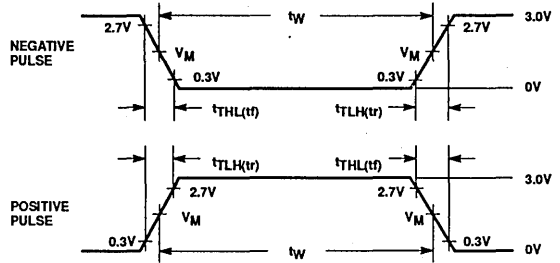 tW
3.0V
2.7V
2.7V
NEGATIVE
PULSE
VM
VM
0.3V
0.3V
0V
tTHL(tf)
tTLH(tr)
tTLH(tr)
tTHL(tf)
3.0V
2.7V
2.7V
POSITIVE
PULSE
VM
VM
0.3V
0.3V
tW
0V